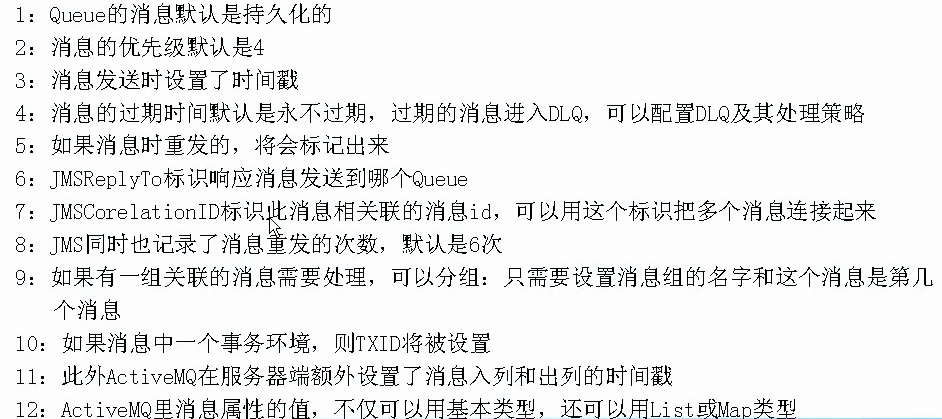 1：Queue的消息默认是持久化的
2：消息的优先级默认是4
3：消息发送时设置了时间戳
4：消息的过期时间默认是永不过期，过期的消息进入DLQ，可以配置DLQ及其处理策略
5：如果消息时重发的，将会标记出来
6：JMSReplyTo标识响应消息发送到哪个Queue
7：JMSCorelationID标识此消息相关联的消息id，可以用这个标识把多个消息连接起来
8：JMS同时也记录了消息重发的次数，默认是6次
9：如果有一组关联的消息需要处理，可以分组：只需要设置消息组的名字和这个消息是第几
个消息
10：如果消息中一个事务环境，则TXID将被设置
11：此外ActiveMQ在服务器端额外设置了消息入列和出列的时间戳
12：ActiveMQ里消息属性的值，不仅可以用基本类型，还可以用List或Map类型